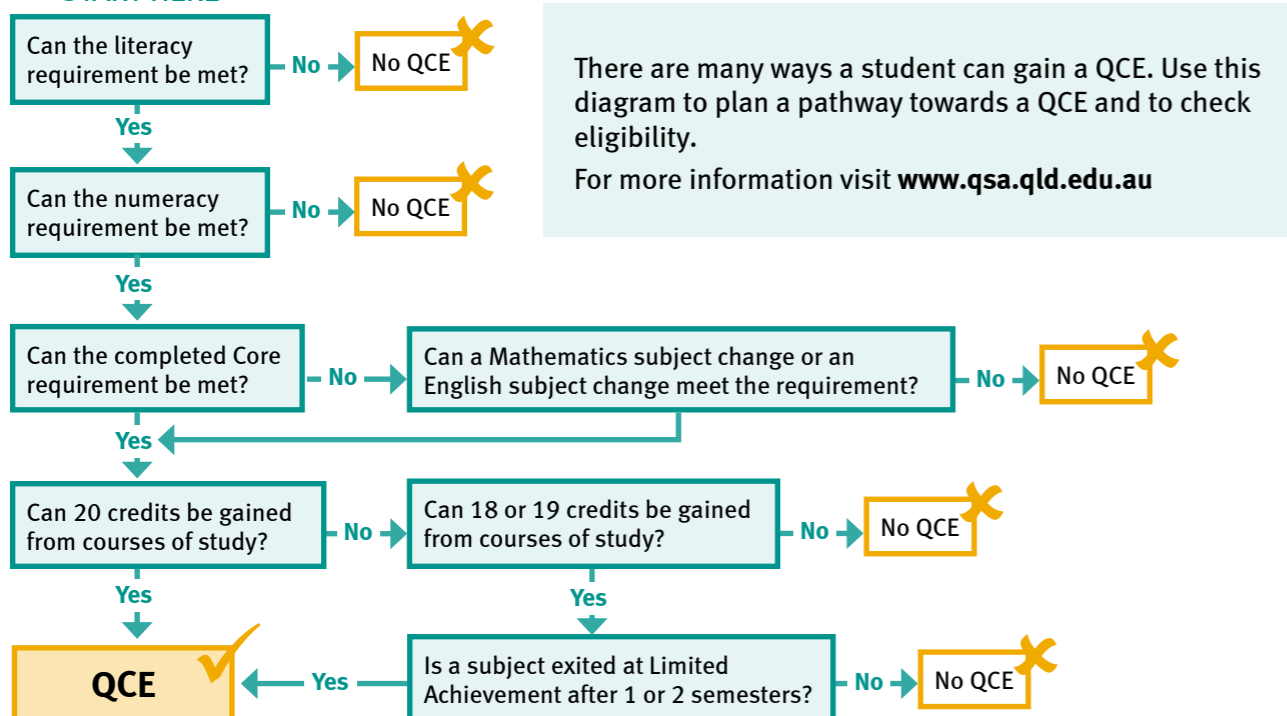 START HERE
Can the literacy
requirement be met?
No
No QCE
There are many ways a student can gain a QCE. Use this
diagram to plan a pathway towards a QCE and to check
eligibility.
For more information visit www.qsa.qld.edu.au
Yes
Can the numeracy
requirement be met?
No
No QCE
Yes
Can the completed Core
requirement be met?
No
Can a Mathematics subject change or an
English subject change meet the requirement?
No
No QCE
Yes
Can 20 credits be gained
from courses of study?
No
Can 18 or 19 credits be gained
from courses of study?
No
No QCE
Yes
Yes
QCE
Yes
Is a subject exited at Limited
Achievement after 1 or 2 semesters?
No
No QCE